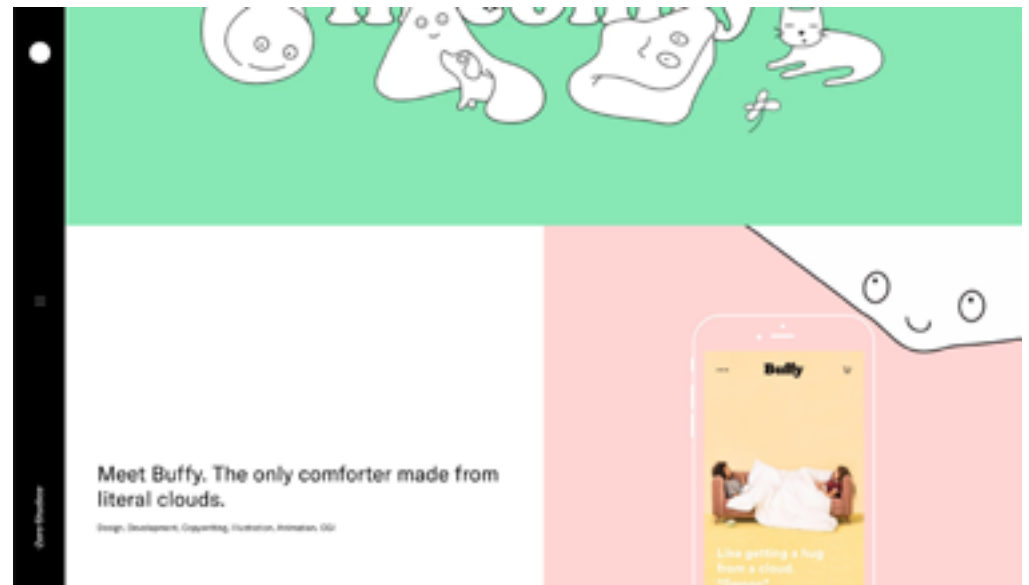 Meet Buffy. The only comforter made from
literal clouds.
Design, Development, Copywriting, Illustration, Animation, CGI
Buffy
Like getting a hug
from a cloud.